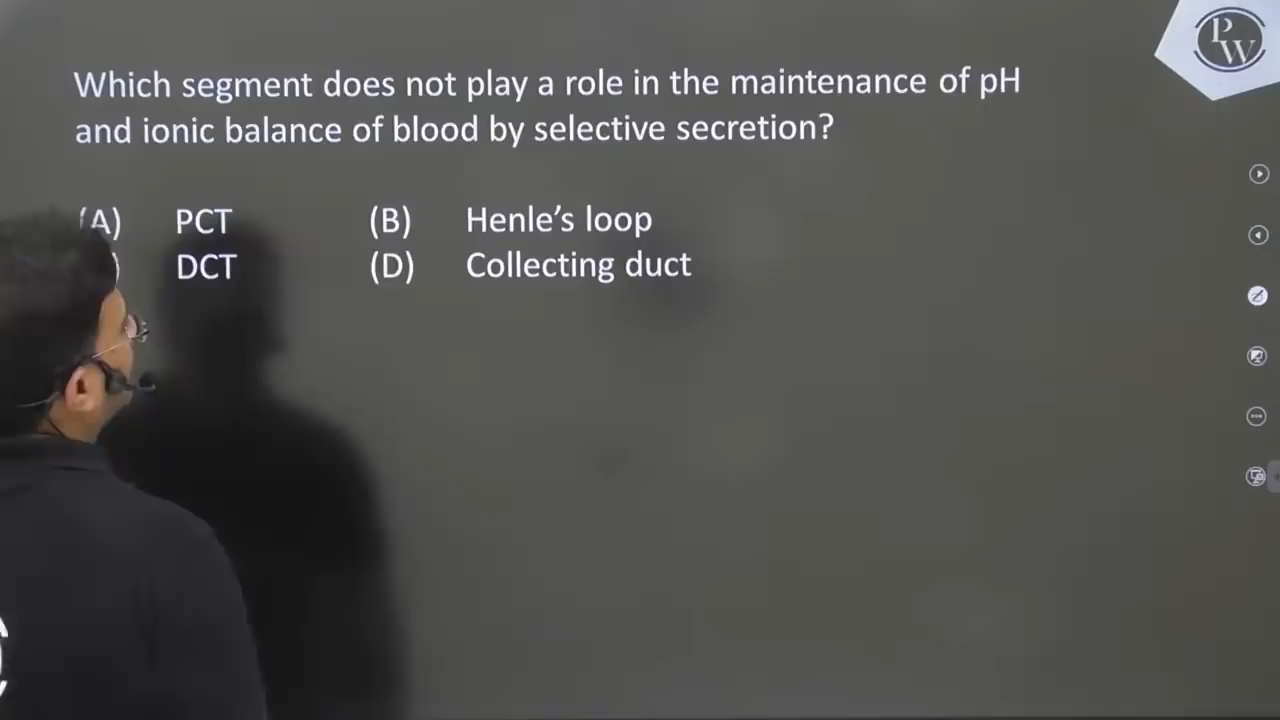 PW
Which segment does not play a role in the maintenance of pH
and ionic balance of blood by selective secretion?
(A) PCT (B) Henle’s loop
) DCT (D) Collecting duct